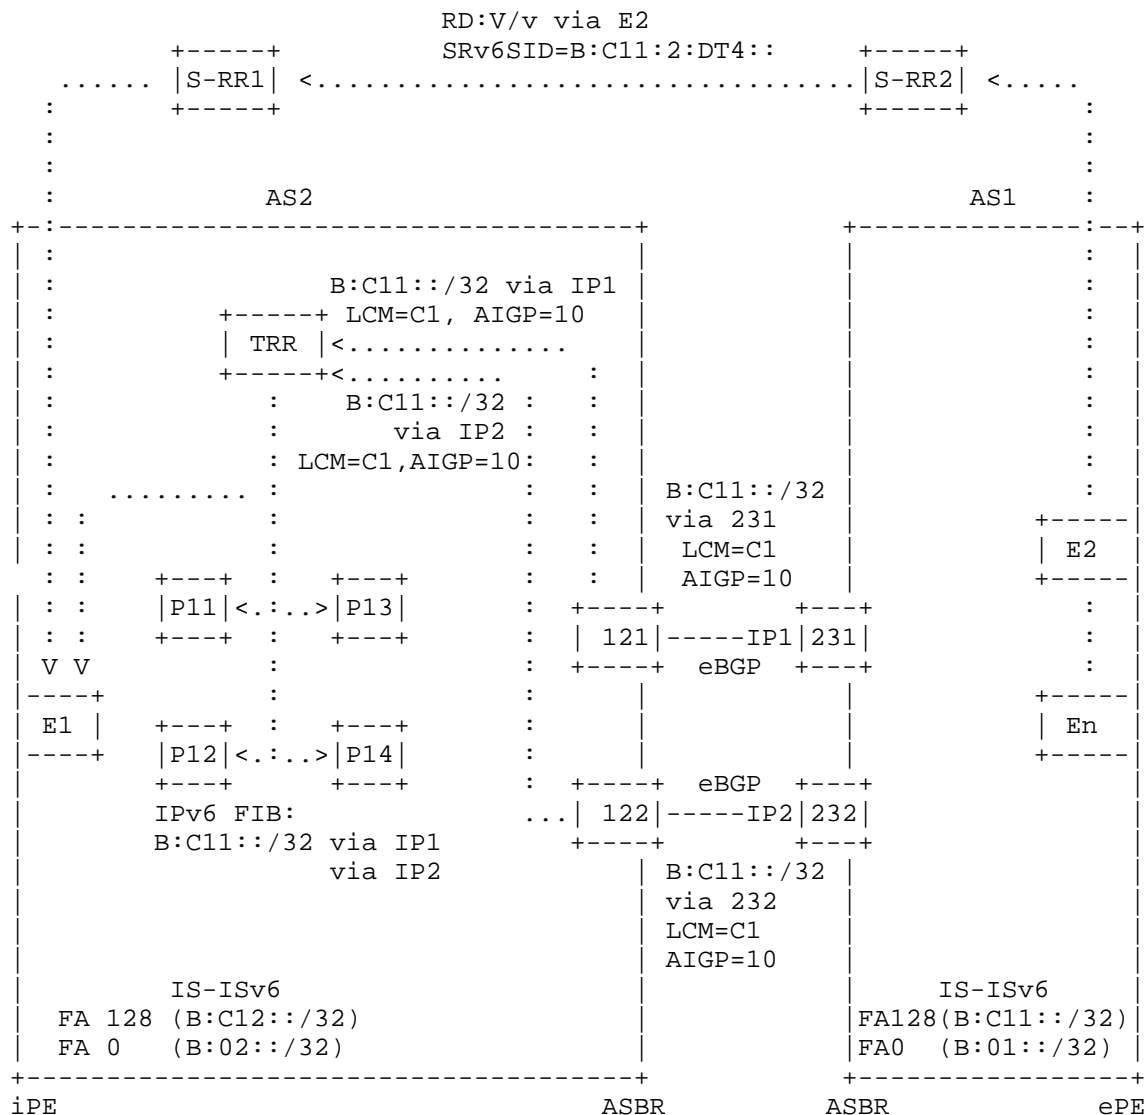 RD:V/v via E2
SRv6SID=B:C11:2:DT4::
S-RR1
S-RR2
AS2
AS1
B:C11::/32 via IP1
LCM=C1, AIGP=10
TRR
B:C11::/32
via IP2
LCM=C1,AIGP=10
B:C11::/32
via 231
LCM=C1
AIGP=10
E2
P11
P13
121
IP1
231
eBGP
E1
En
P12
P14
eBGP
122
IP2
232
IPv6 FIB:
B:C11::/32 via IP1
via IP2
B:C11::/32
via 232
LCM=C1
AIGP=10
IS-ISv6
FA 128 (B:C12::/32)
FA 0 (B:02::/32)
IS-ISv6
FA128(B:C11::/32)
FA0 (B:01::/32)
iPE
ASBR
ASBR
ePE